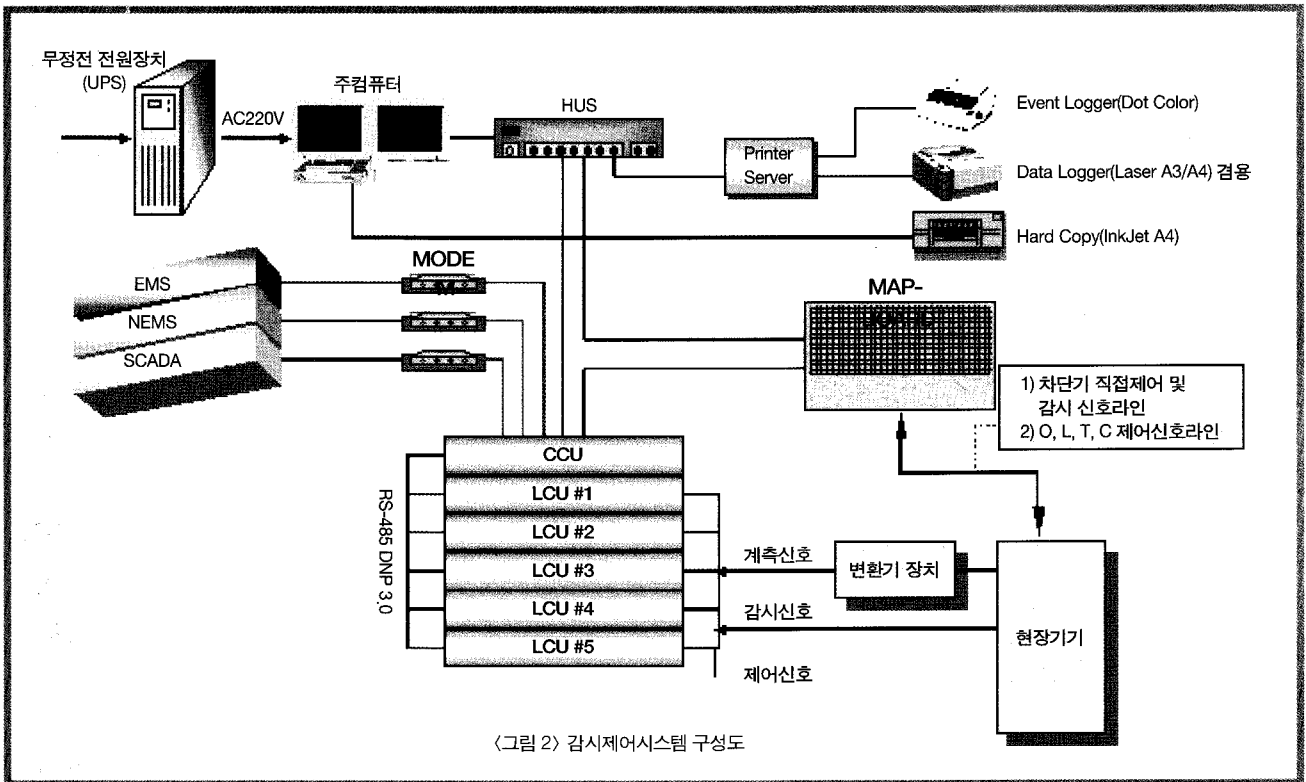 무정전 전원장치
(UPS)
AC220V
주컴퓨터
HUS
Printer
Server
Event Logger(Dot Color)
Data Logger(Laser A3/A4) 겸용
Hard Copy(InkJet A4)
EMS
NEMS
SCADA
MODE
MAP-
1) 차단기 직접제어 및
감시 신호라인
2) O, L, T, C 제어신호라인
CCU
LCU #1
LCU #2
LCU #3
LCU #4
LCU #5
RS-485 DNP 3.0
계측신호
변환기 장치
감시신호
제어신호
현장기기
〈그림 2〉 감시제어시스템 구성도